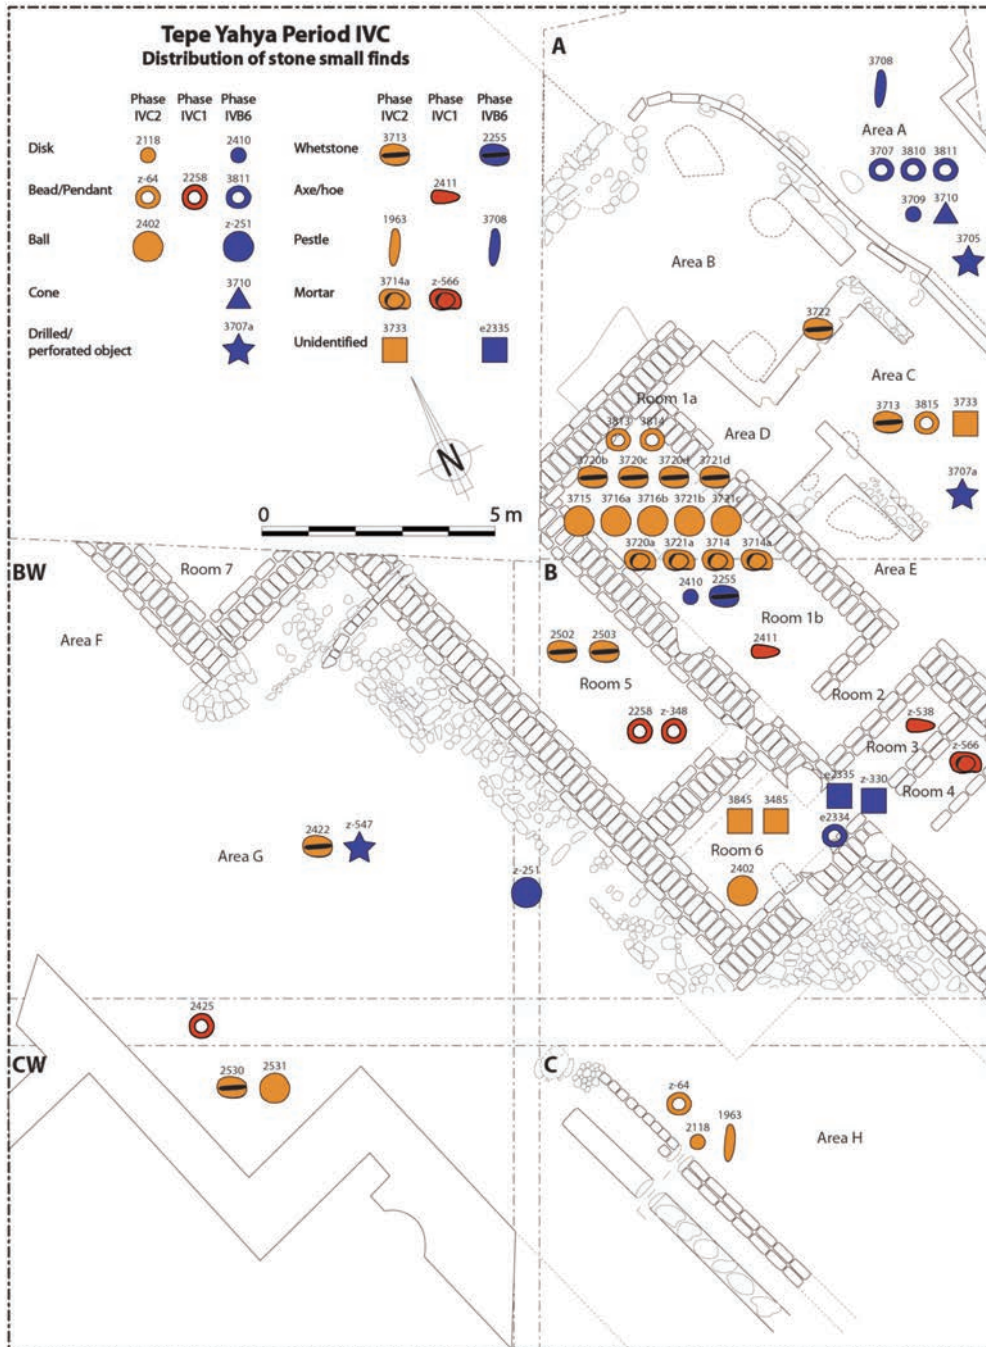 Tepe Yahya Period IVC
Distribution of stone small finds
Phase IVC2 Phase IVC1 Phase IVB6
Disk 2118 2410
Bead/Pendant z-64 2258 3811
Ball 2402 z-251
Cone 3710
Drilled/
perforated object 3707a
Phase IVC2 Phase IVC1 Phase IVB6
Whetstone 3713 2255
Axe/hoe 2411
Pestle 1963 3708
Mortar 3714a z-566
Unidentified 3733 e2335
N
0 5 m
A
3708
Area A
3707 3810 3811
3709 3710
3705
Area B
3722
Area C
Room 1a
3713 3815 3733
3813 3814
Area D
3720b 3720c 3720d 3721d
3707a
3715 3716a 3716b 3721b 3721c
3720a 3721a 3714 3714a
BW
Room 7
B
Area E
2410 2255
Room 1b
Area F
2502 2503
2411
Room 5
Room 2
2258 z-348
z-538
Room 3
z-566
Room 4
e2335 z-330
3845 3485
e2334
Room 6
2422 z-547
Area G
2402
z-251
2425
CW
C
2530 2531
z-64
2118 1963
Area H